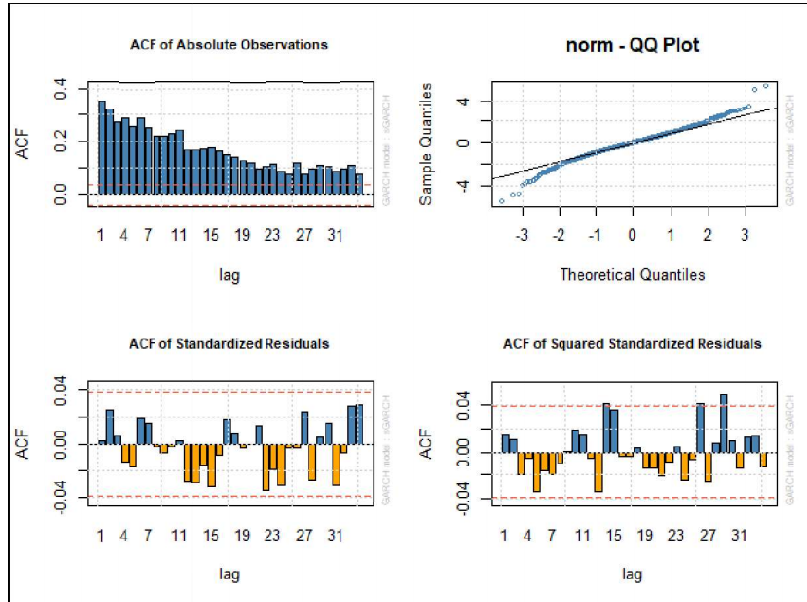 ACF of Absolute Observations
ACF
0.0 0.2 0.4
1 4 7 11 15 19 23 27 31
lag
GARCH model : sGARCH
norm - QQ Plot
Sample Quantiles
-4 0 4
-3 -2 -1 0 1 2 3
Theoretical Quantiles
GARCH model : sGARCH
ACF of Standardized Residuals
ACF
-0.04 0.00 0.04
1 4 7 11 15 19 23 27 31
lag
GARCH model : sGARCH
ACF of Squared Standardized Residuals
ACF
-0.04 0.00 0.04
1 4 7 11 15 19 23 27 31
lag
GARCH model : sGARCH